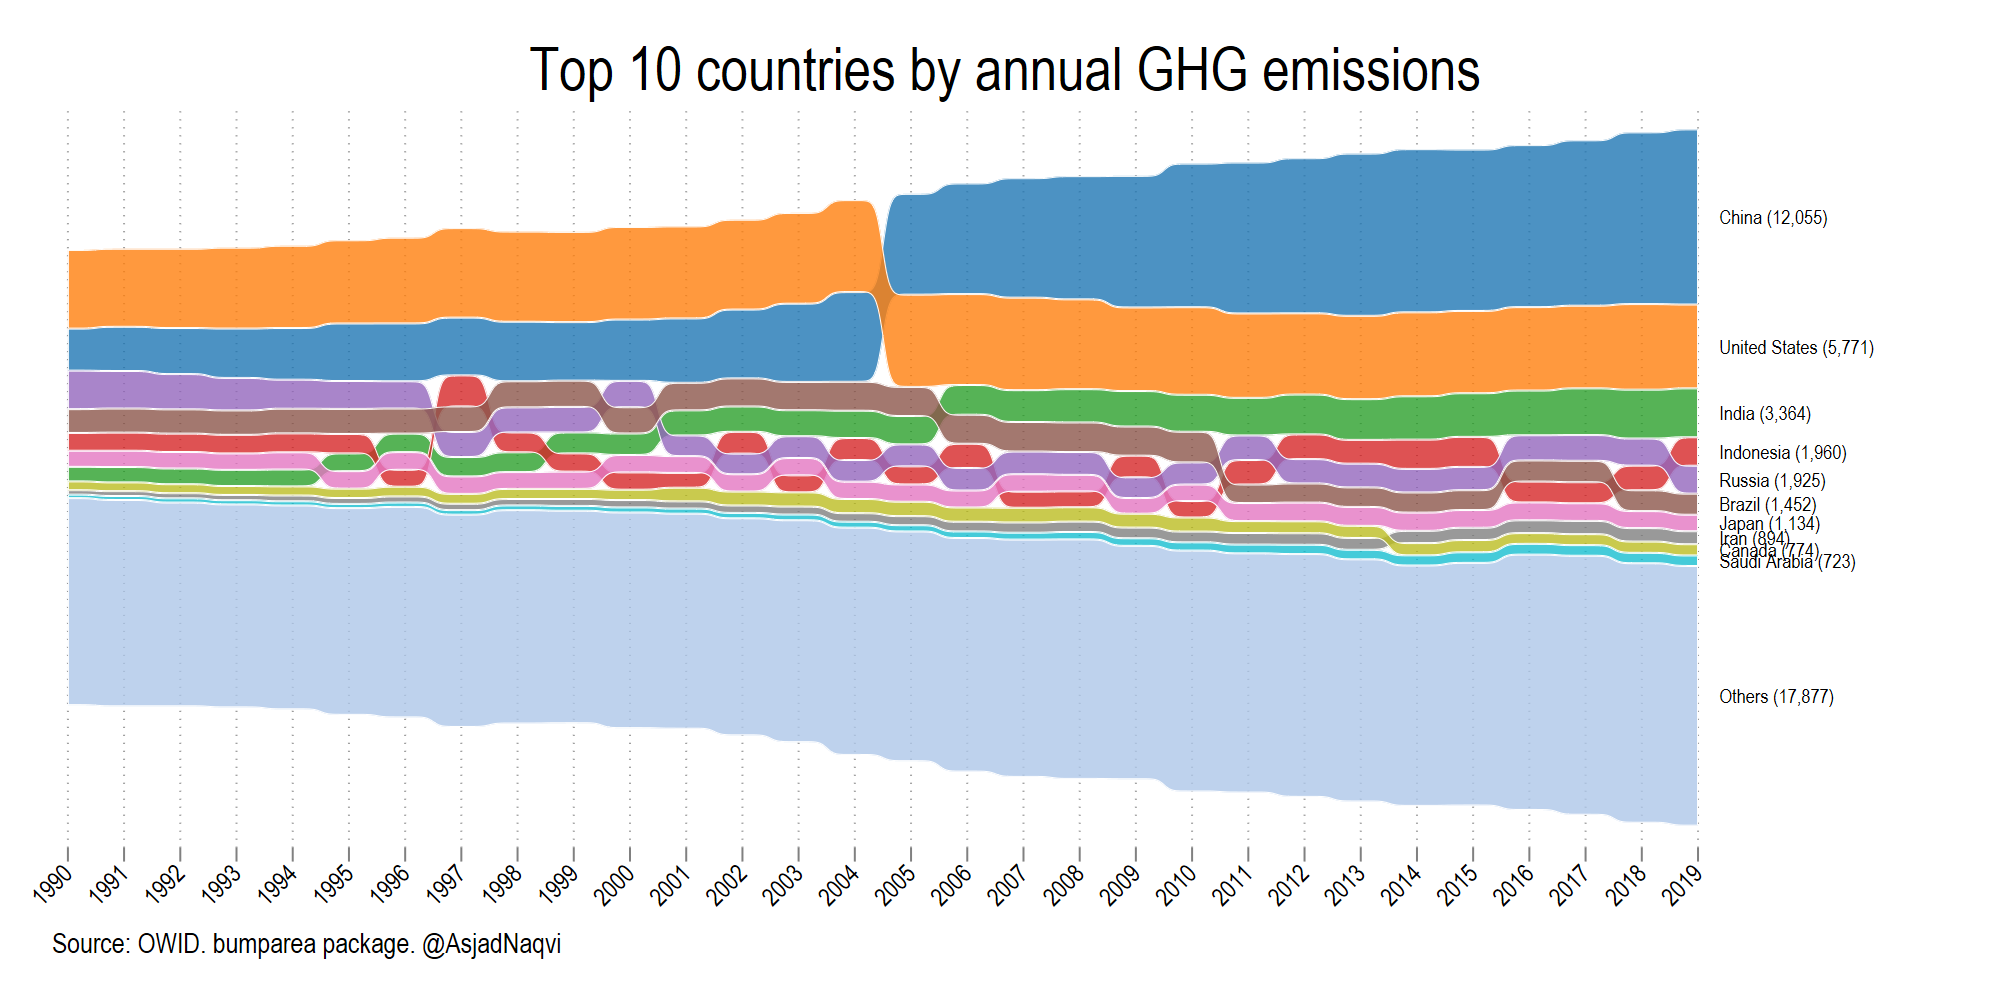 Top 10 countries by annual GHG emissions
China (12,055)
United States (5,771)
India (3,364)
Indonesia (1,960)
Russia (1,925)
Brazil (1,452)
Japan (1,134)
Iran (894)
Canada (774)
Saudi Arabia (723)
Others (17,877)
1990 1991 1992 1993 1994 1995 1996 1997 1998 1999 2000 2001 2002 2003 2004 2005 2006 2007 2008 2009 2010 2011 2012 2013 2014 2015 2016 2017 2018 2019
Source: OWID. bumparea package. @AsjadNaqvi